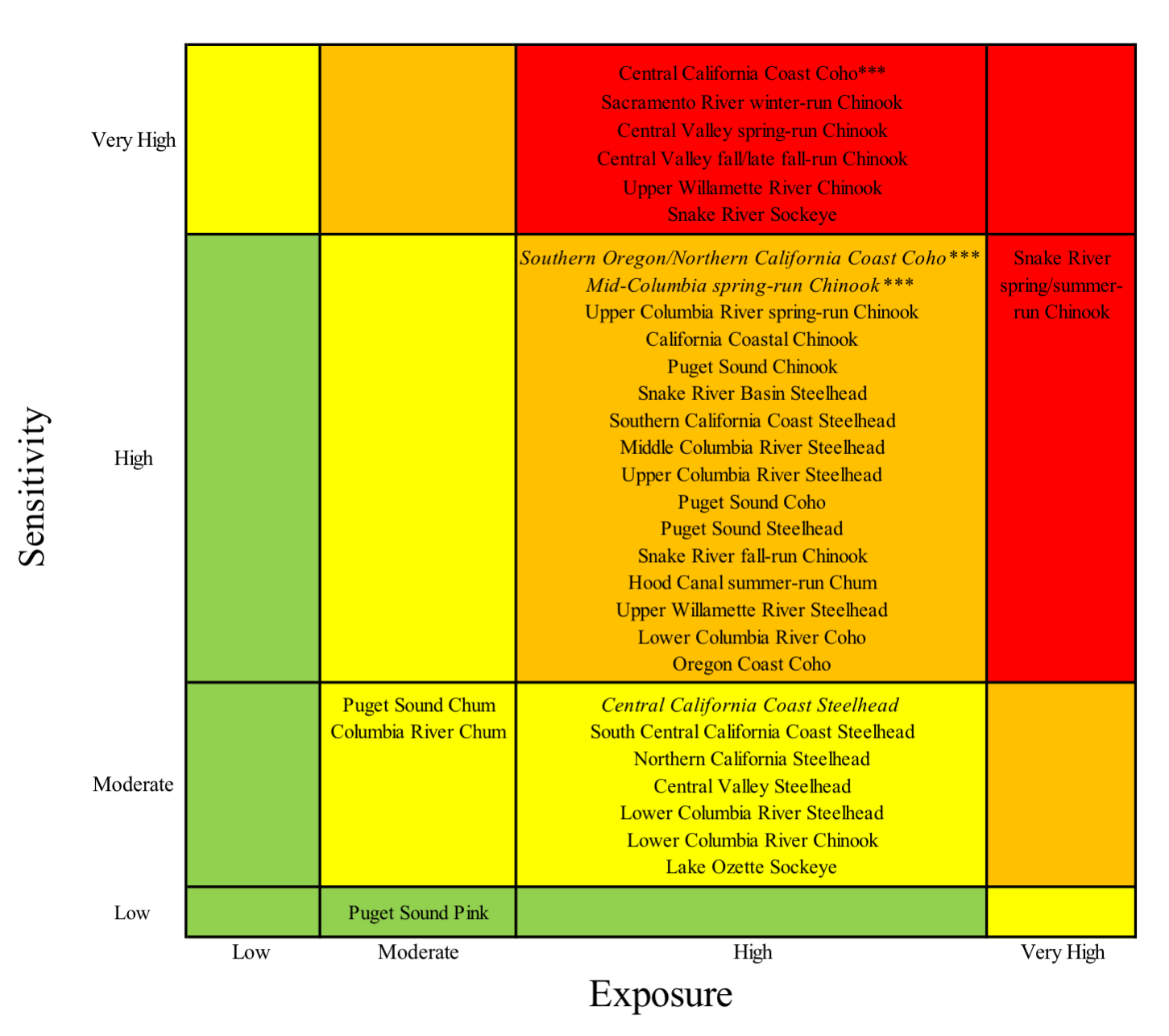 Central California Coast Coho***
Sacramento River winter-run Chinook
Central Valley spring-run Chinook
Very High
Central Valley fall/late fall-run Chinook
Upper Willamette River Chinook
Snake River Sockeye
Southern Oregon/Northern California Coast Coho***
Mid-Columbia spring-run Chinook***
Upper Columbia River spring-run Chinook
California Coastal Chinook
Puget Sound Chinook
Snake River Basin Steelhead
Southern California Coast Steelhead
Middle Columbia River Steelhead
Upper Columbia River Steelhead
Puget Sound Coho
Puget Sound Steelhead
Snake River fall-run Chinook
Hood Canal summer-run Chum
Upper Willamette River Steelhead
Lower Columbia River Coho
Oregon Coast Coho
Snake River
spring/summer-
run Chinook
High
Sensitivity
Puget Sound Chum
Columbia River Chum
Central California Coast Steelhead
South Central California Coast Steelhead
Northern California Steelhead
Central Valley Steelhead
Lower Columbia River Steelhead
Lower Columbia River Chinook
Lake Ozette Sockeye
Moderate
Low
Puget Sound Pink
Low
Moderate
High
Very High
Exposure